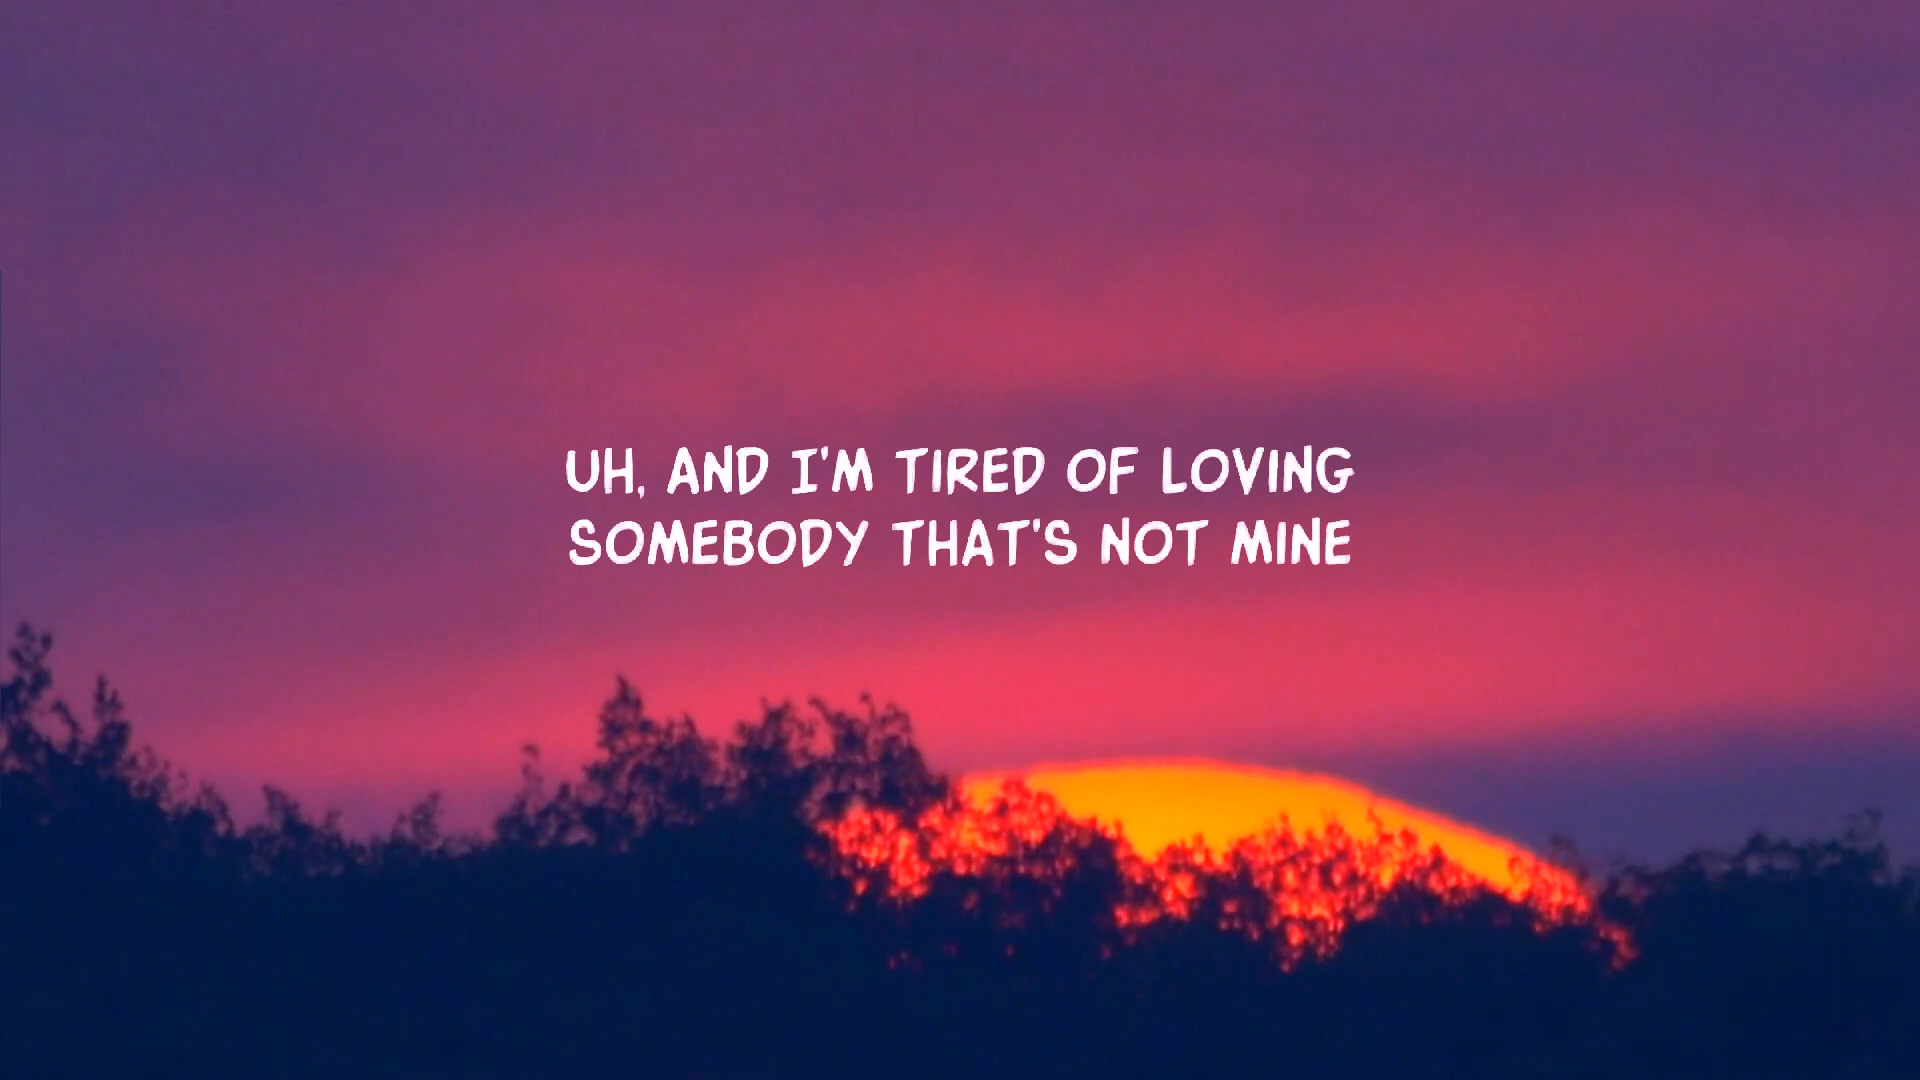 UH, AND I'M TIRED OF LOVING
SOMEBODY THAT'S NOT MINE